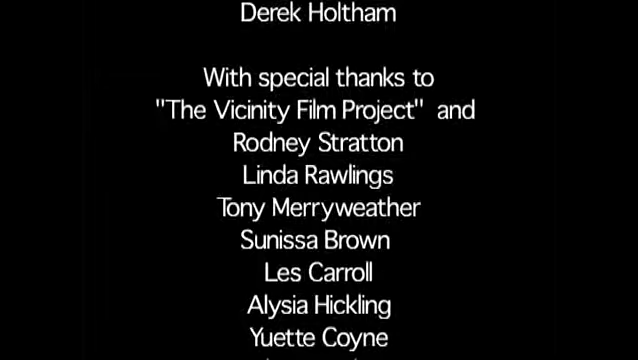 Derek Holtham
With special thanks to
"The Vicinity Film Project" and
Rodney Stratton
Linda Rawlings
Tony Merryweather
Sunissa Brown
Les Carroll
Alysia Hickling
Yuette Coyne